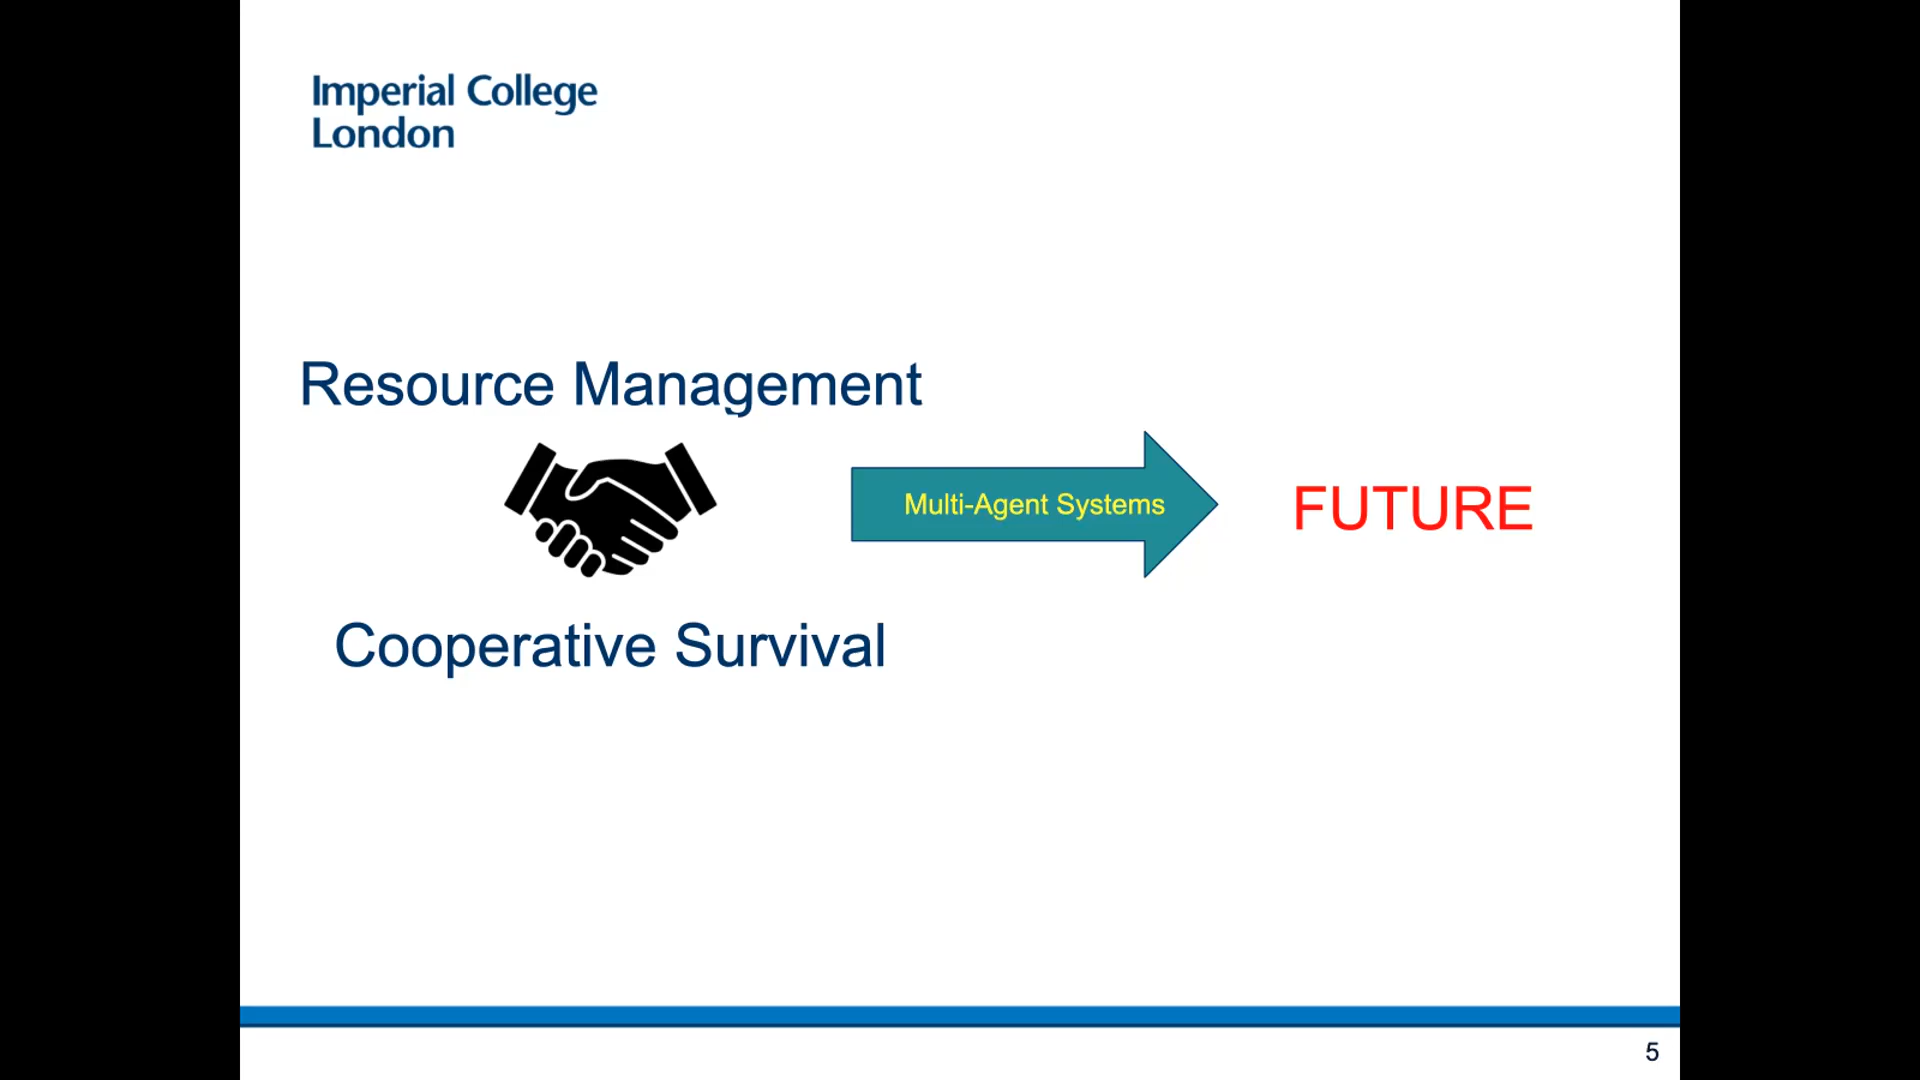 Imperial College
London
Resource Management
Multi-Agent Systems
FUTURE
Cooperative Survival
5